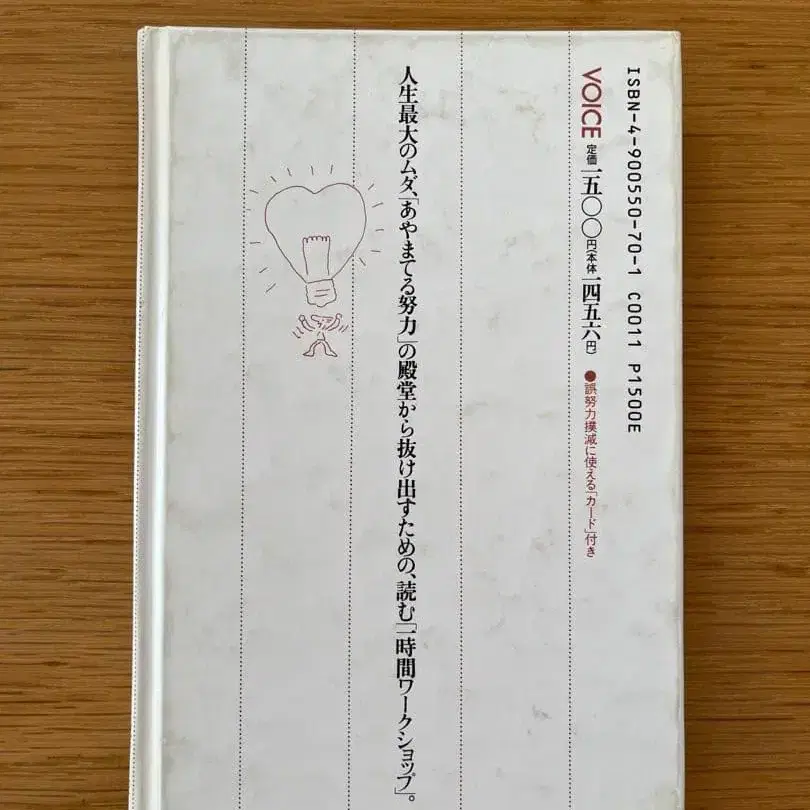 ISBN-4-900550-70-1 C0011 P1500E
VOICE 定価一五〇〇円(本体一四五六円) ●誤努力撲滅に使える「カード」付き
人生最大のムダ、「あやまてる努力」の殿堂から抜け出すための、読む「一時間ワークショップ」。